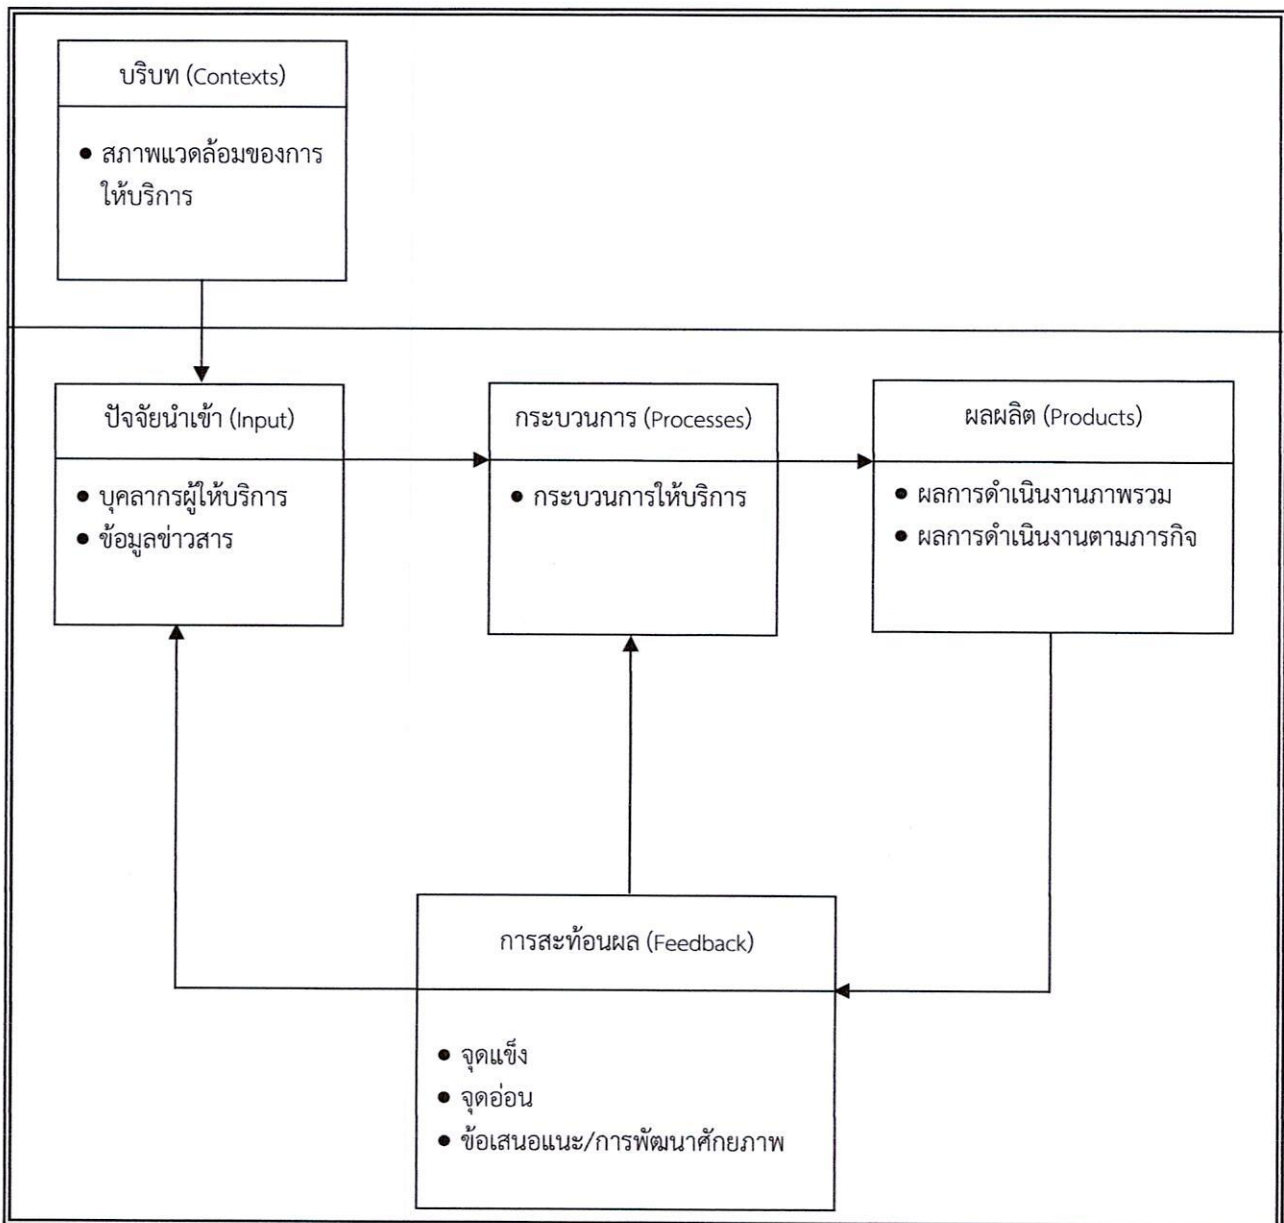 บริบท (Contexts)
● สภาพแวดล้อมของการ
ให้บริการ
ปัจจัยนำเข้า (Input)
● บุคลากรผู้ให้บริการ
● ข้อมูลข่าวสาร
กระบวนการ (Processes)
● กระบวนการให้บริการ
ผลผลิต (Products)
● ผลการดำเนินงานภาพรวม
● ผลการดำเนินงานตามภารกิจ
การสะท้อนผล (Feedback)
● จุดแข็ง
● จุดอ่อน
● ข้อเสนอแนะ/การพัฒนาศักยภาพ